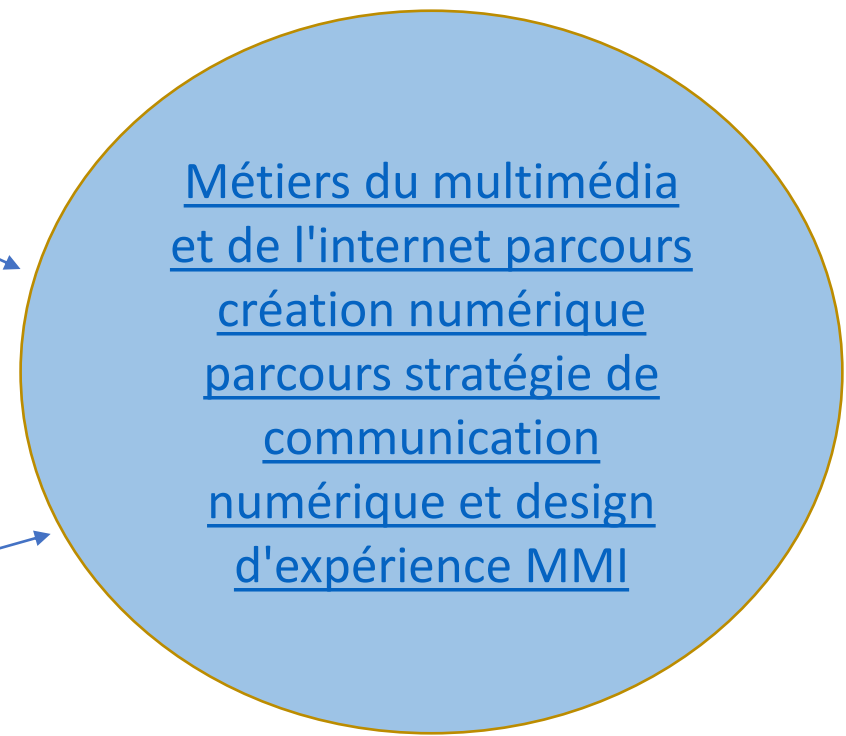 Métiers du multimédia
et de l'internet parcours
création numérique
parcours stratégie de
communication
numérique et design
d'expérience MMI